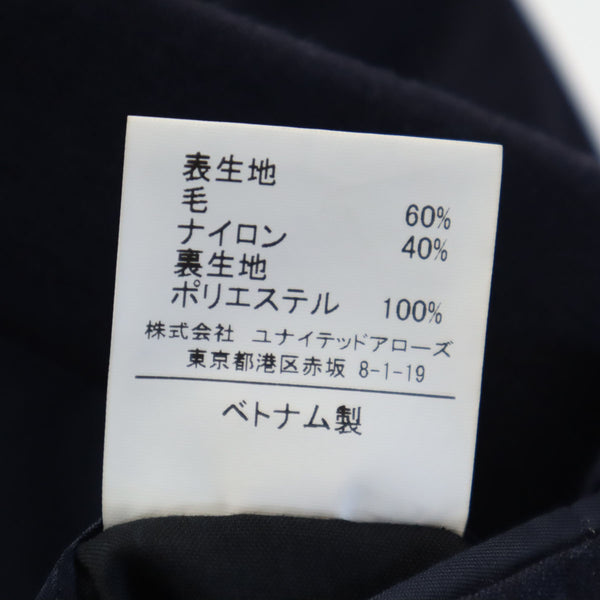 表生地
毛 60%
ナイロン 40%
裏生地
ポリエステル 100%
株式会社 ユナイテッドアローズ
東京都港区赤坂 8-1-19
ベトナム製